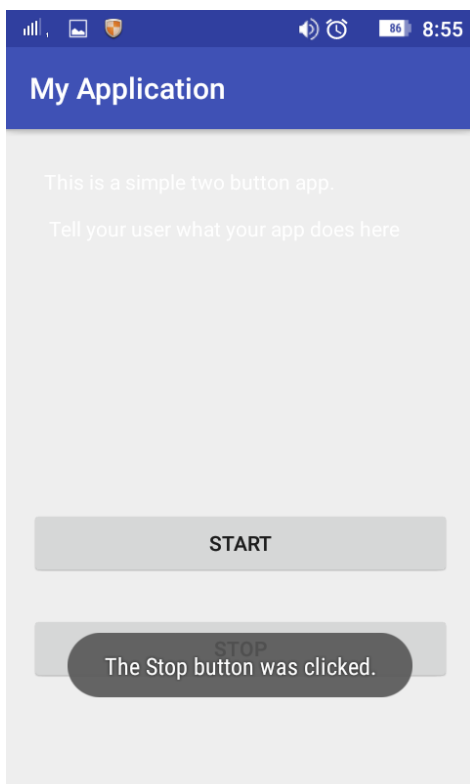 86 8:55
My Application
This is a simple two button app.
Tell your user what your app does here
START
STOP
The Stop button was clicked.